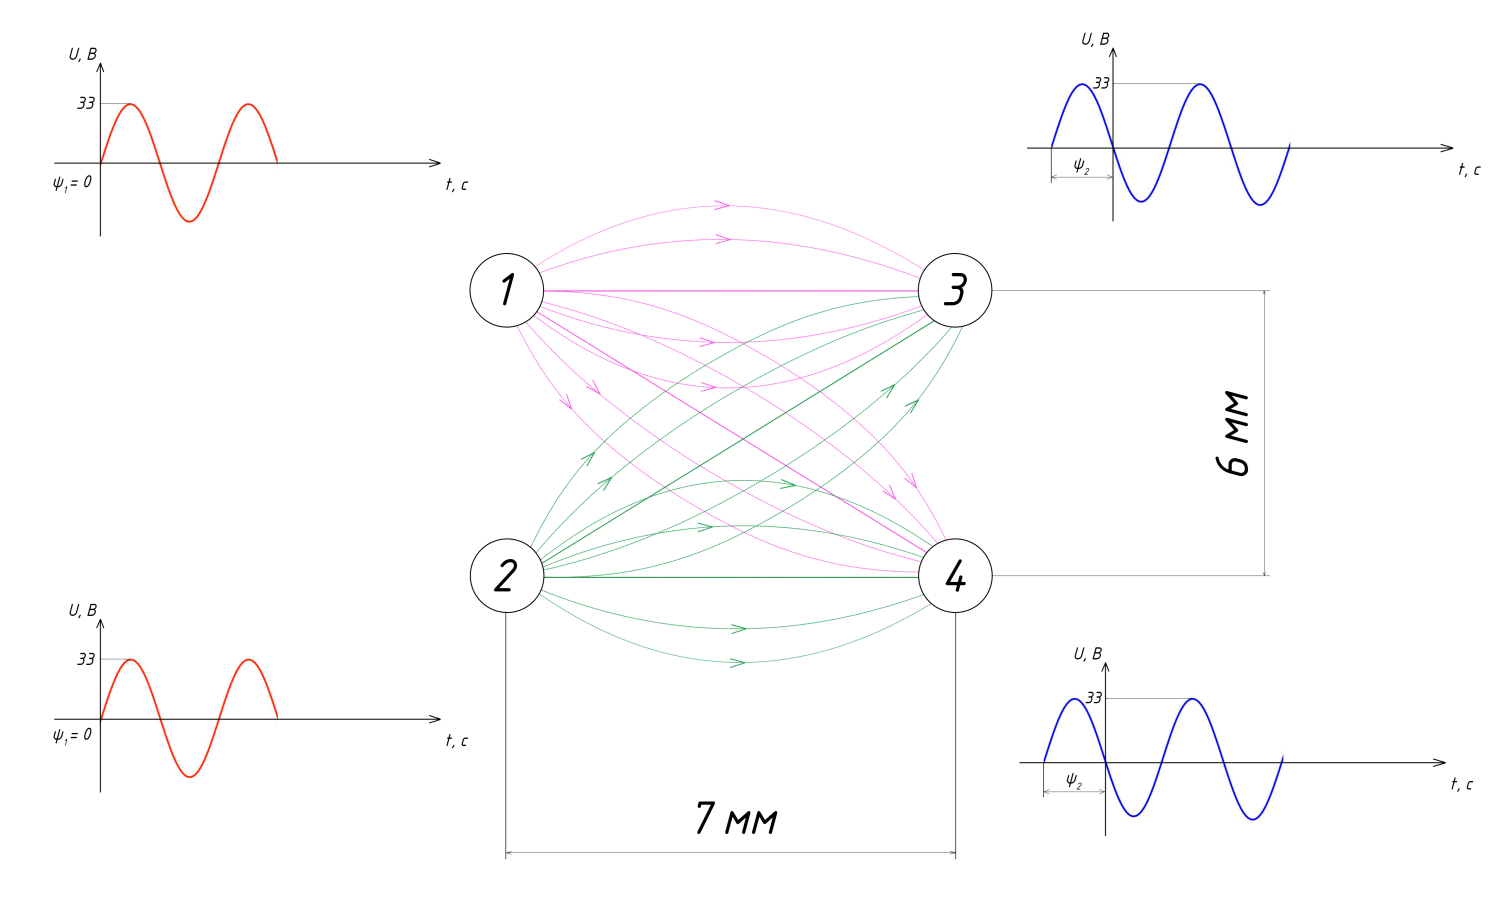 U, В
33
ψ1= 0
t, с
U, В
33
ψ2
t, с
1
3
6 мм
2
4
U, В
33
ψ1= 0
t, с
U, В
33
ψ2
t, с
7 мм